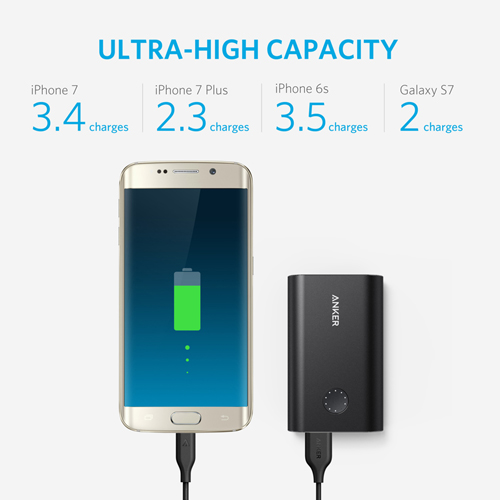 ULTRA-HIGH CAPACITY
iPhone 7
3.4 charges
iPhone 7 Plus
2.3 charges
iPhone 6s
3.5 charges
Galaxy S7
2 charges
ANKER
ANKER